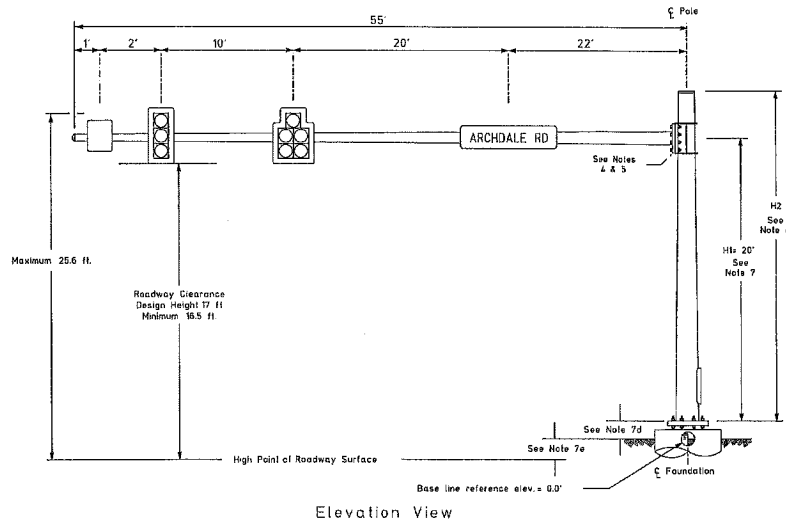 ℄ Pole
55'
1' 2' 10' 20' 22'
ARCHDALE RD
See Notes
4 & 5
H2
See
Note
H1= 20'
See
Note 7
Maximum 25.6 ft.
Roadway Clearance
Design Height 17 ft
Minimum 16.5 ft.
See Note 7d
See Note 7e
High Point of Roadway Surface
℄ Foundation
Base line reference elev. = 0.0'
Elevation View